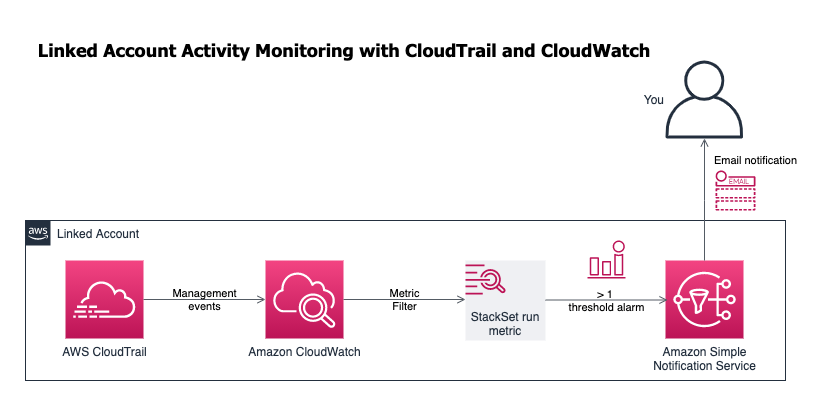 Linked Account Activity Monitoring with CloudTrail and CloudWatch
You
Email notification
EMAIL
aws
Linked Account
Management
events
Metric
Filter
StackSet run
metric
> 1
threshold alarm
AWS CloudTrail
Amazon CloudWatch
Amazon Simple
Notification Service